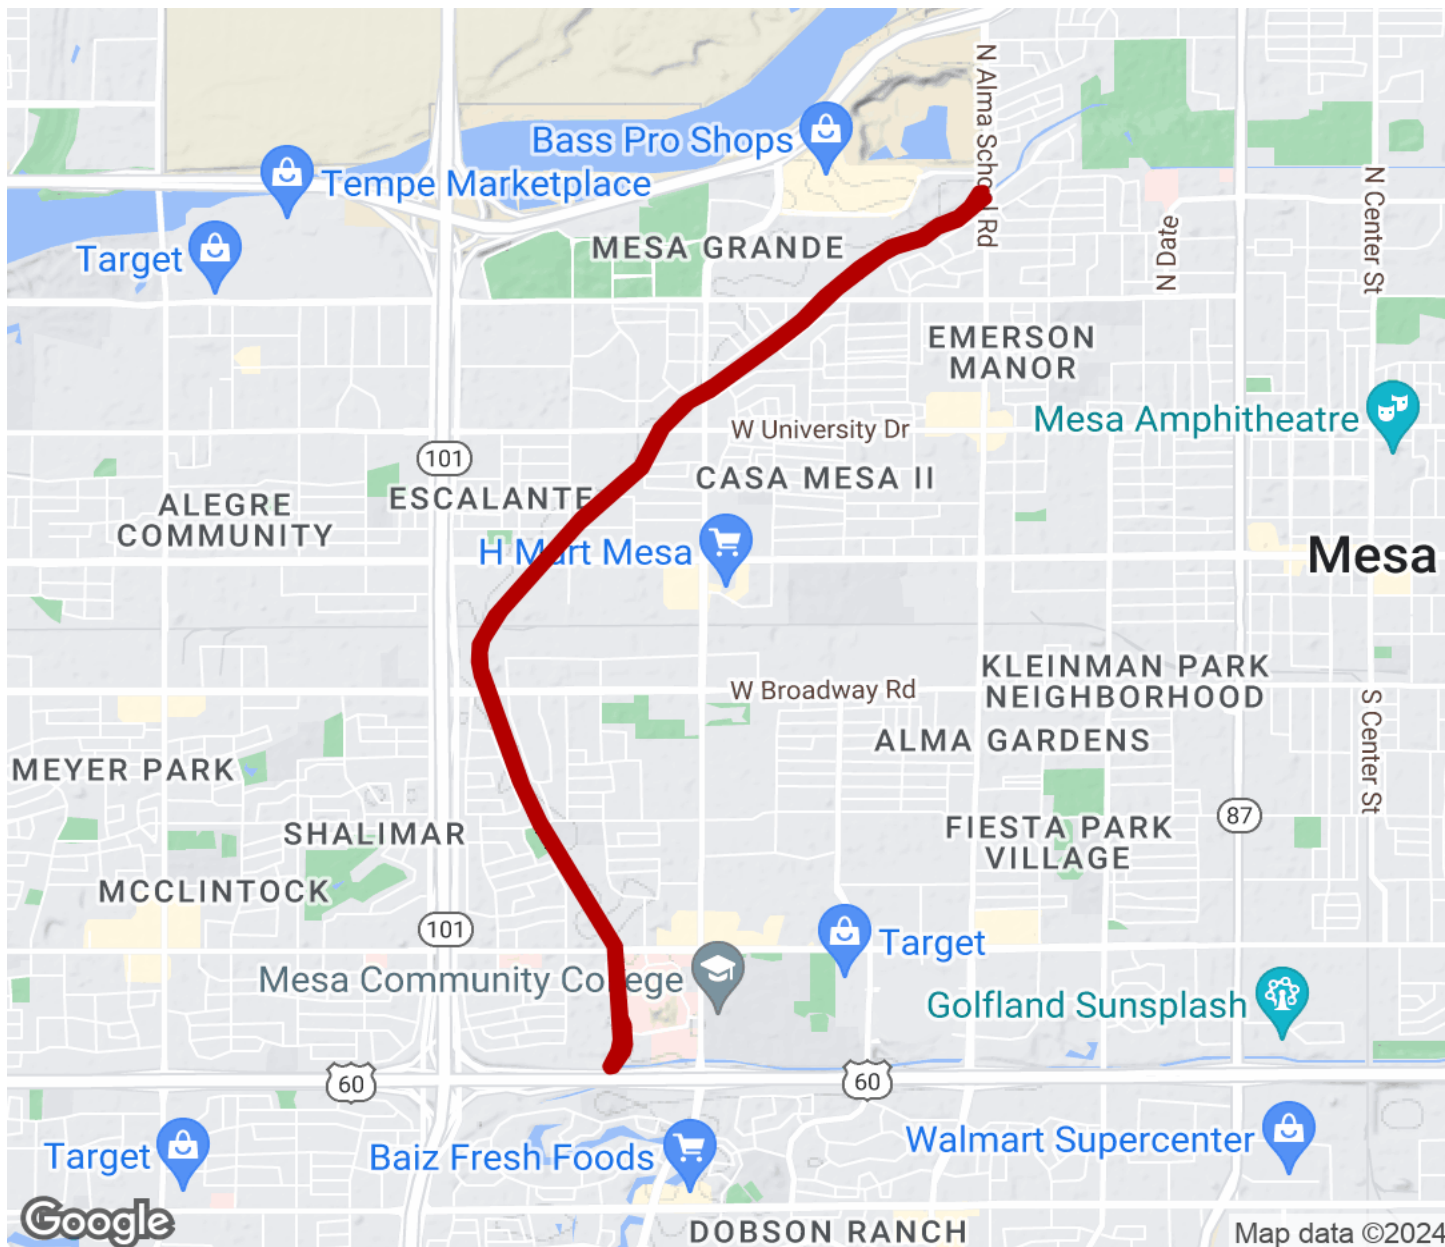 N Alma School Rd
Bass Pro Shops
Tempe Marketplace
N Center St
Target
MESA GRANDE
N Date
EMERSON
MANOR
Mesa Amphitheatre
W University Dr
101
CASA MESA II
ESCALANTE
ALEGRE
COMMUNITY
H Mart Mesa
Mesa
KLEINMAN PARK
NEIGHBORHOOD
W Broadway Rd
S Center St
ALMA GARDENS
MEYER PARK
87
SHALIMAR
FIESTA PARK
VILLAGE
MCCLINTOCK
101
Target
Mesa Community College
Golfland Sunsplash
60
60
Target
Baiz Fresh Foods
Walmart Supercenter
Google
DOBSON RANCH
Map data ©2024